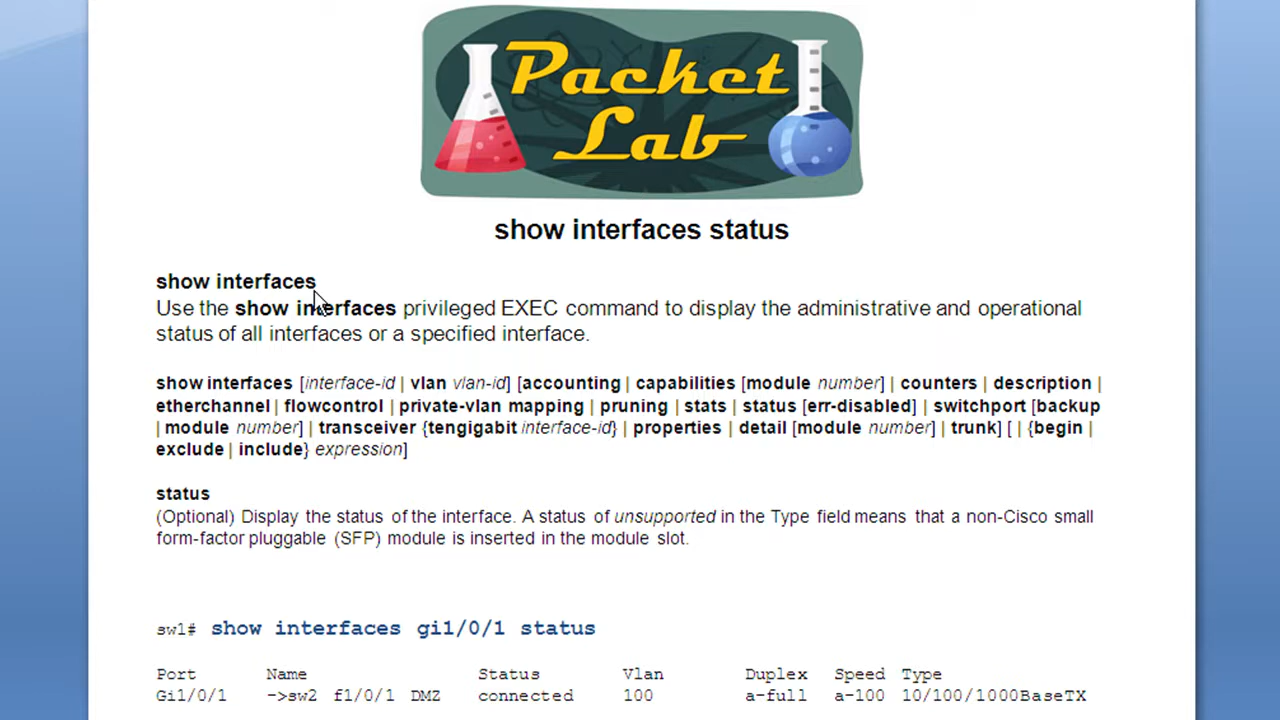 Packet
Lab
show interfaces status
show interfaces
Use the show interfaces privileged EXEC command to display the administrative and operational
status of all interfaces or a specified interface.
show interfaces [interface-id | vlan vlan-id] [accounting | capabilities [module number] | counters | description |
etherchannel | flowcontrol | private-vlan mapping | pruning | stats | status [err-disabled] | switchport [backup
| module number] | transceiver {tengigabit interface-id} | properties | detail [module number] | trunk] [ | {begin |
exclude | include} expression]
status
(Optional) Display the status of the interface. A status of unsupported in the Type field means that a non-Cisco small
form-factor pluggable (SFP) module is inserted in the module slot.
sw1# show interfaces gi1/0/1 status
Port Name Status Vlan Duplex Speed Type
Gi1/0/1 ->sw2 f1/0/1 DMZ connected 100 a-full a-100 10/100/1000BaseTX